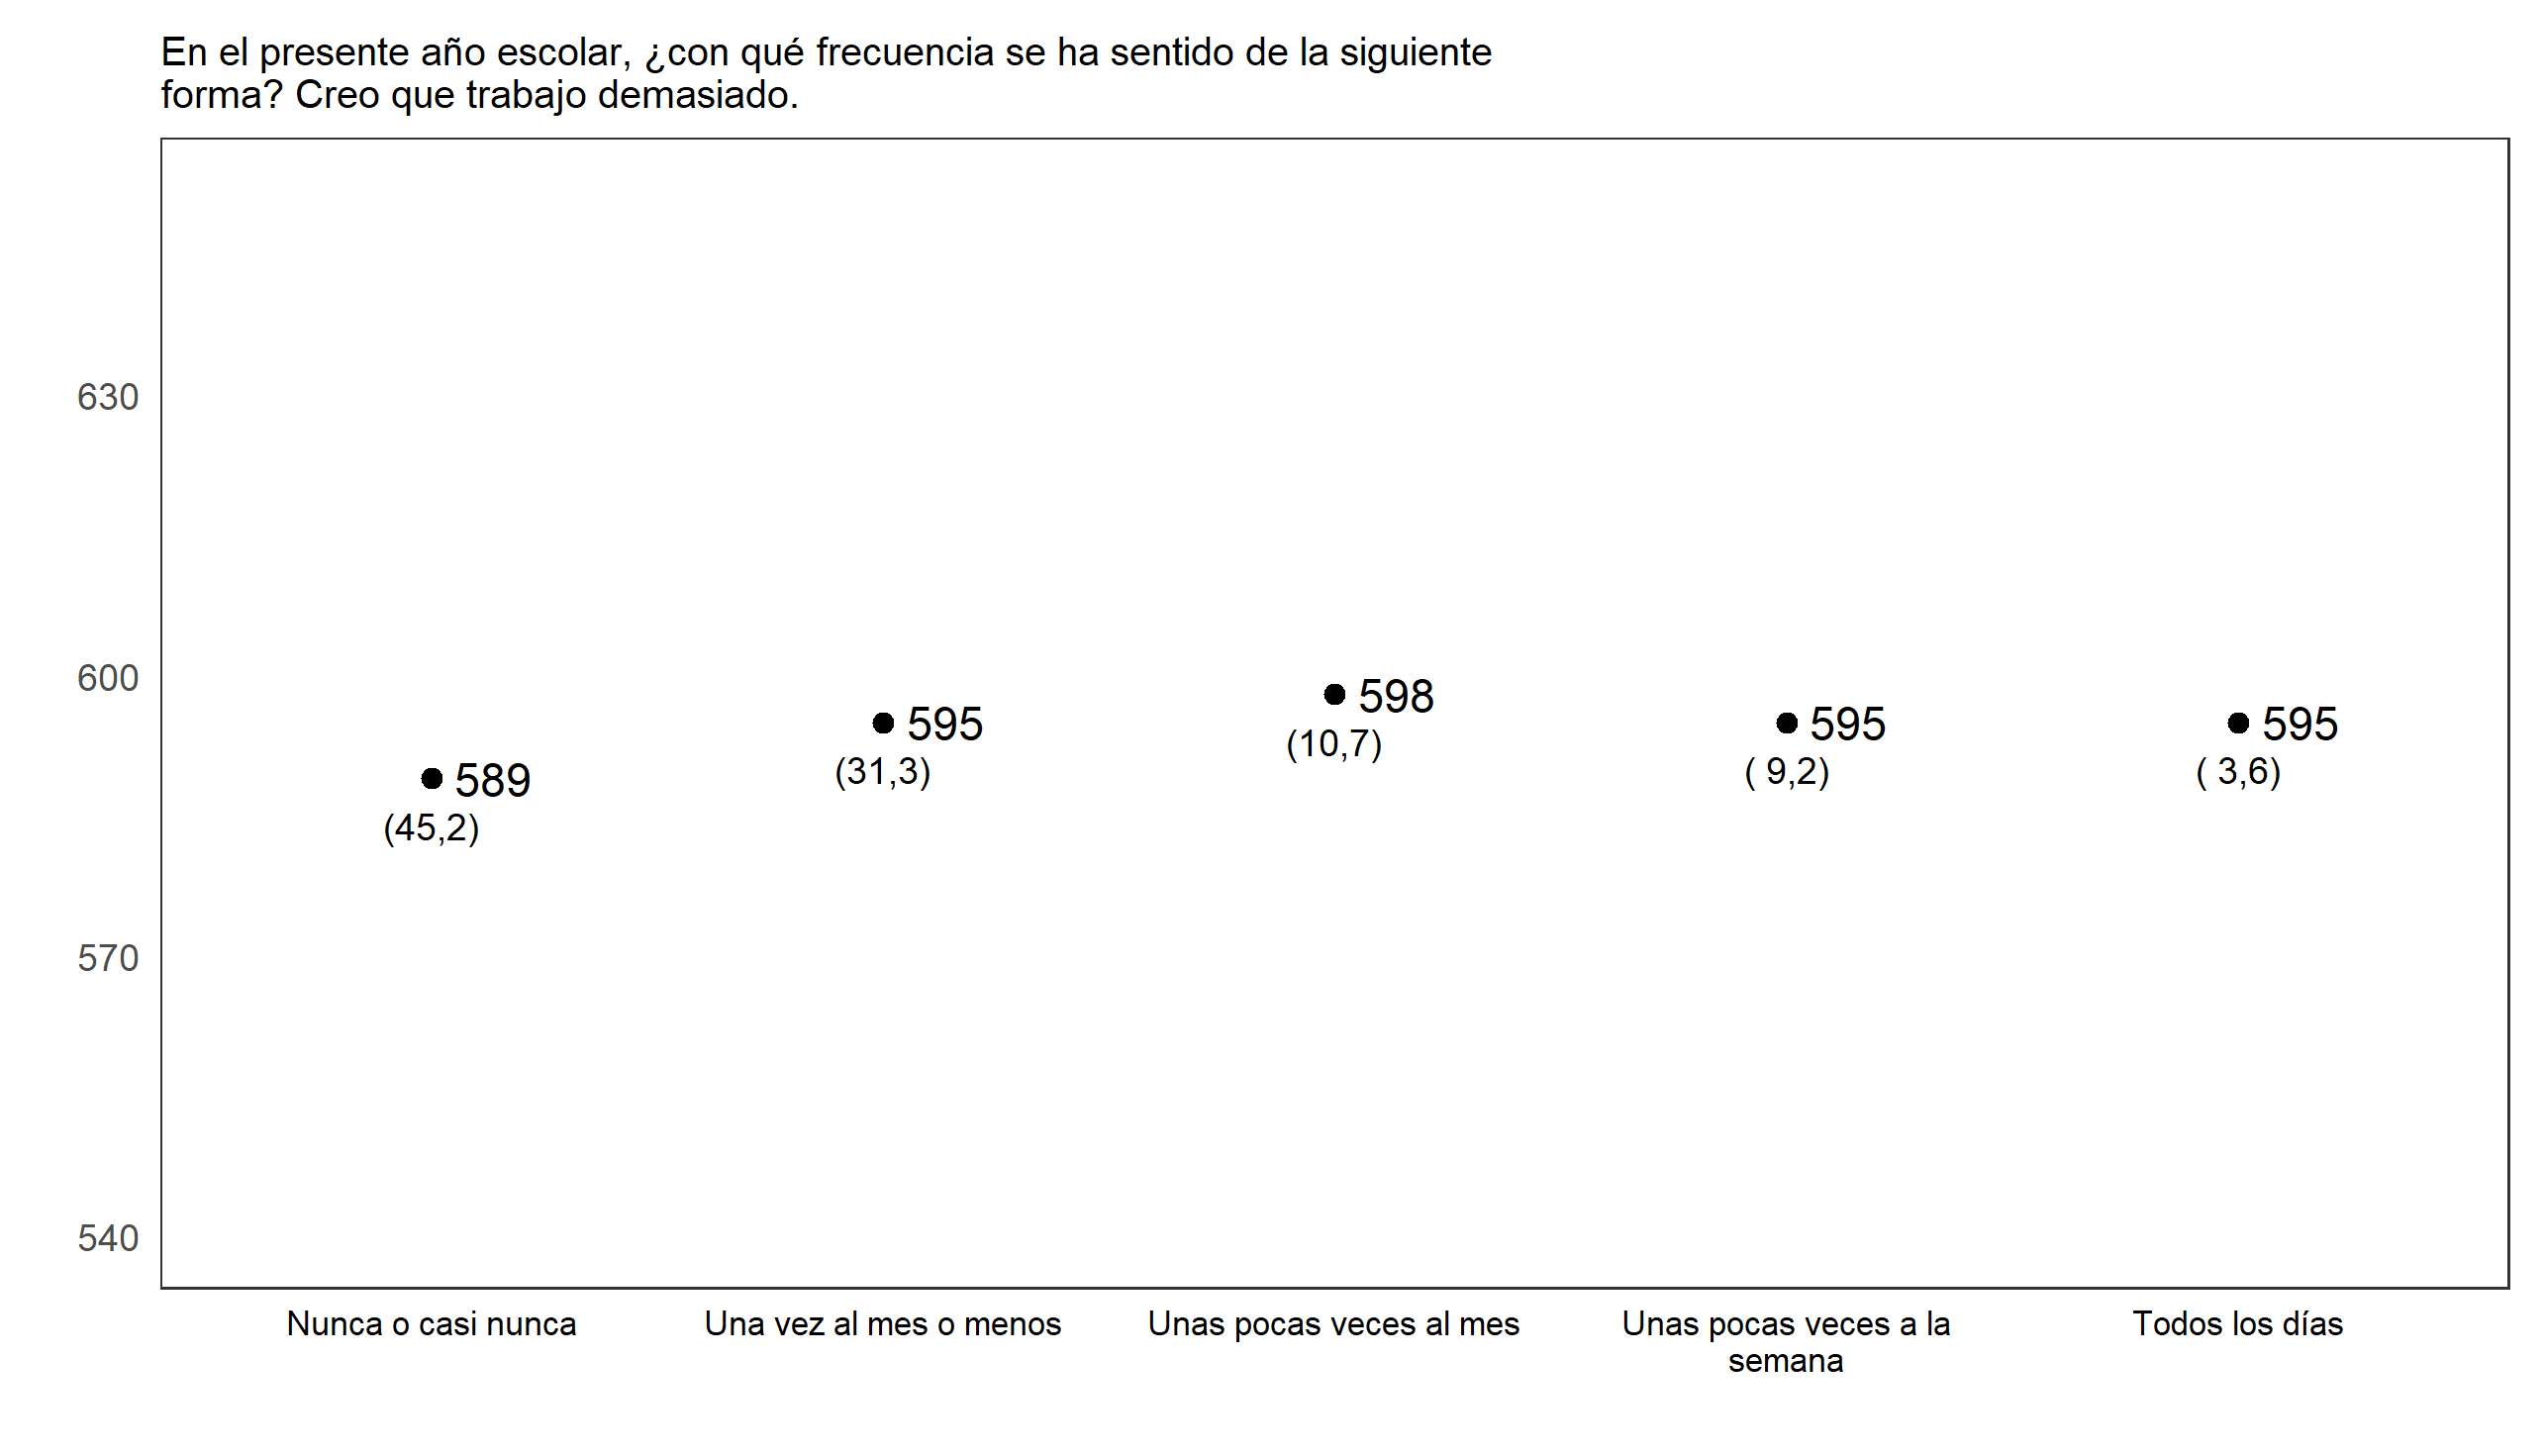 En el presente año escolar, ¿con qué frecuencia se ha sentido de la siguiente
forma? Creo que trabajo demasiado.
630
600
570
540
589
(45,2)
595
(31,3)
598
(10,7)
595
( 9,2)
595
( 3,6)
Nunca o casi nunca
Una vez al mes o menos
Unas pocas veces al mes
Unas pocas veces a la
semana
Todos los días